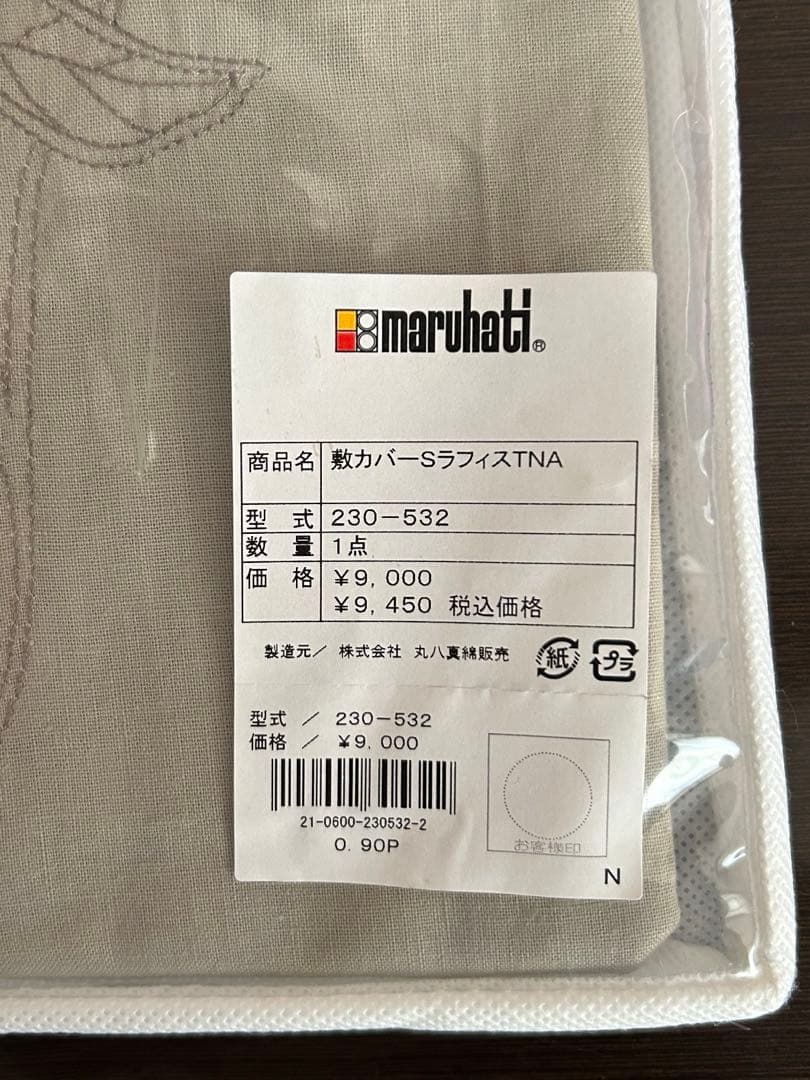 maruhati®
商品名 敷カバーSラフィスTNA
型式 230-532
数量 1点
価格 ¥9,000
¥9,450 税込価格
製造元/ 株式会社 丸八真綿販売 紙 プラ
型式 / 230-532
価格 / ¥9,000
21-0600-230532-2
0.90P
お客様印
N